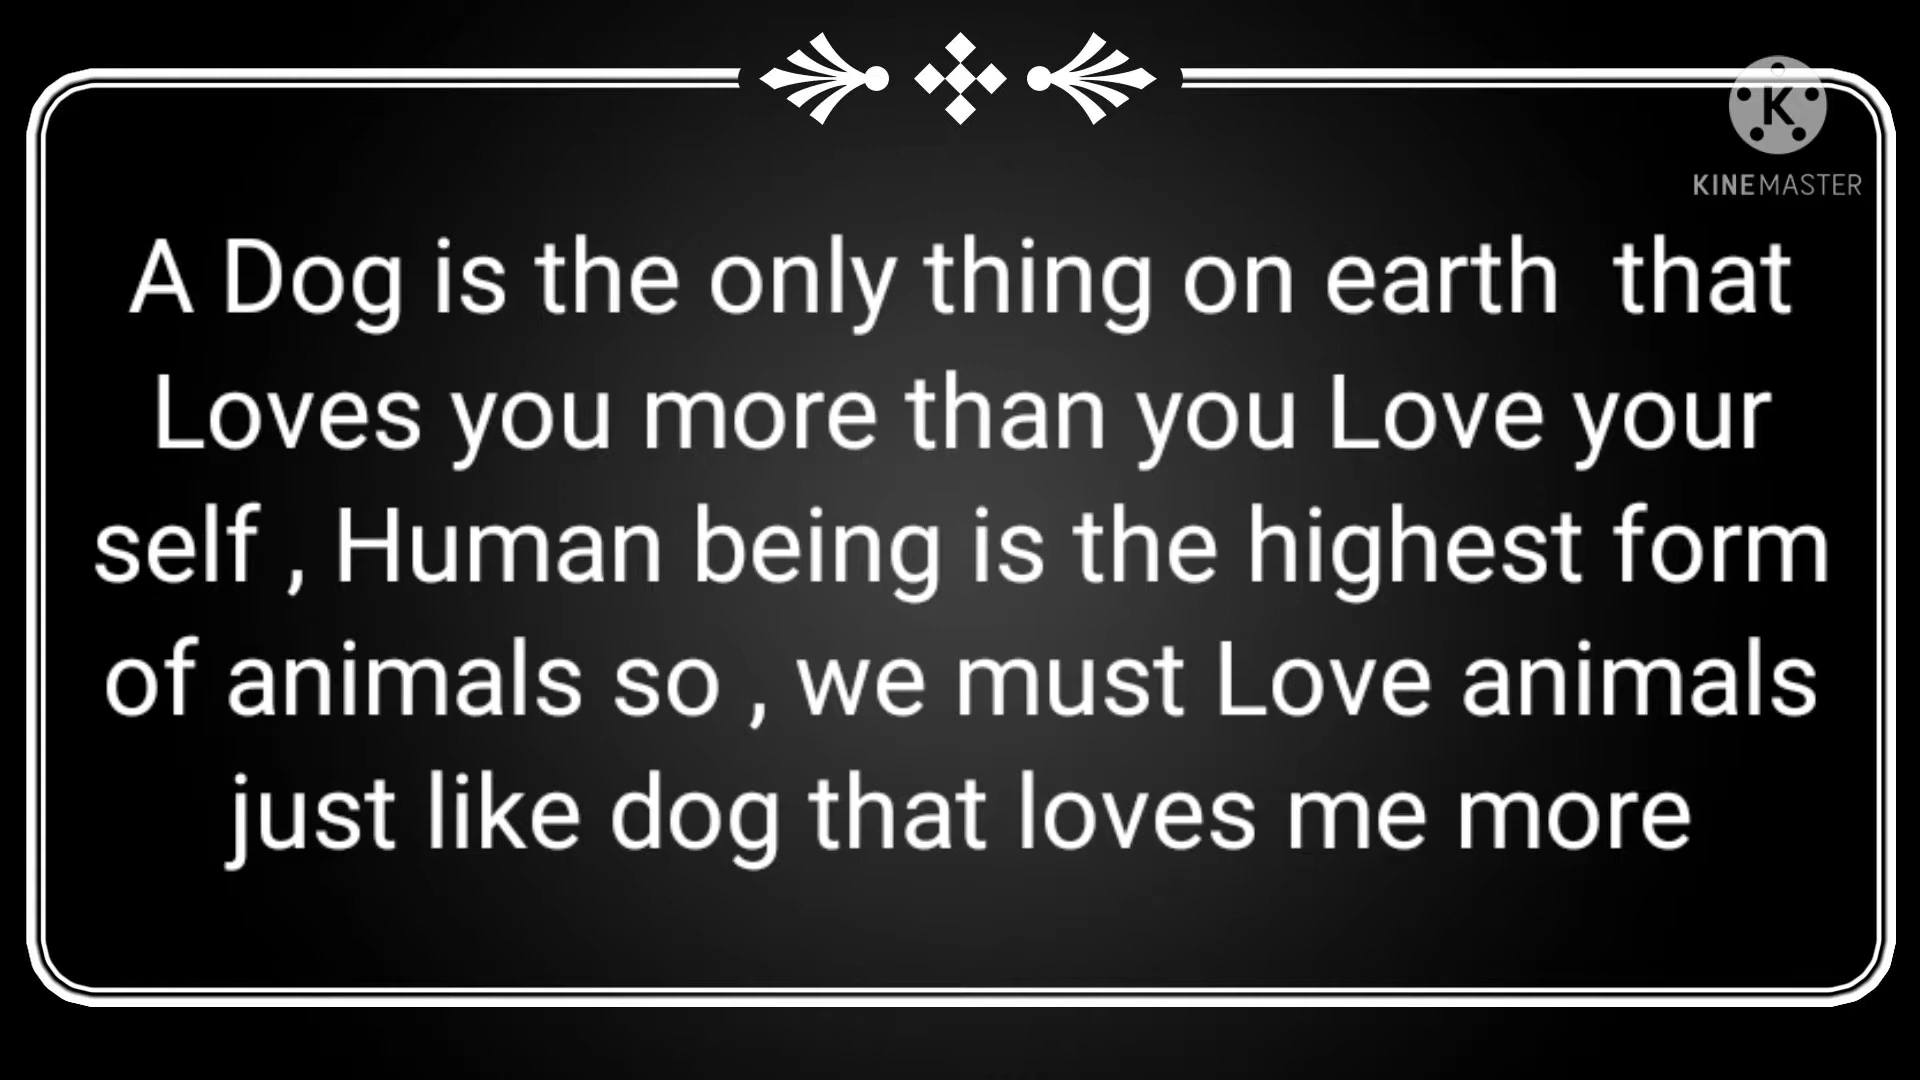 K
KINEMASTER
A Dog is the only thing on earth  that
Loves you more than you Love your
self , Human being is the highest form
of animals so , we must Love animals
just like dog that loves me more